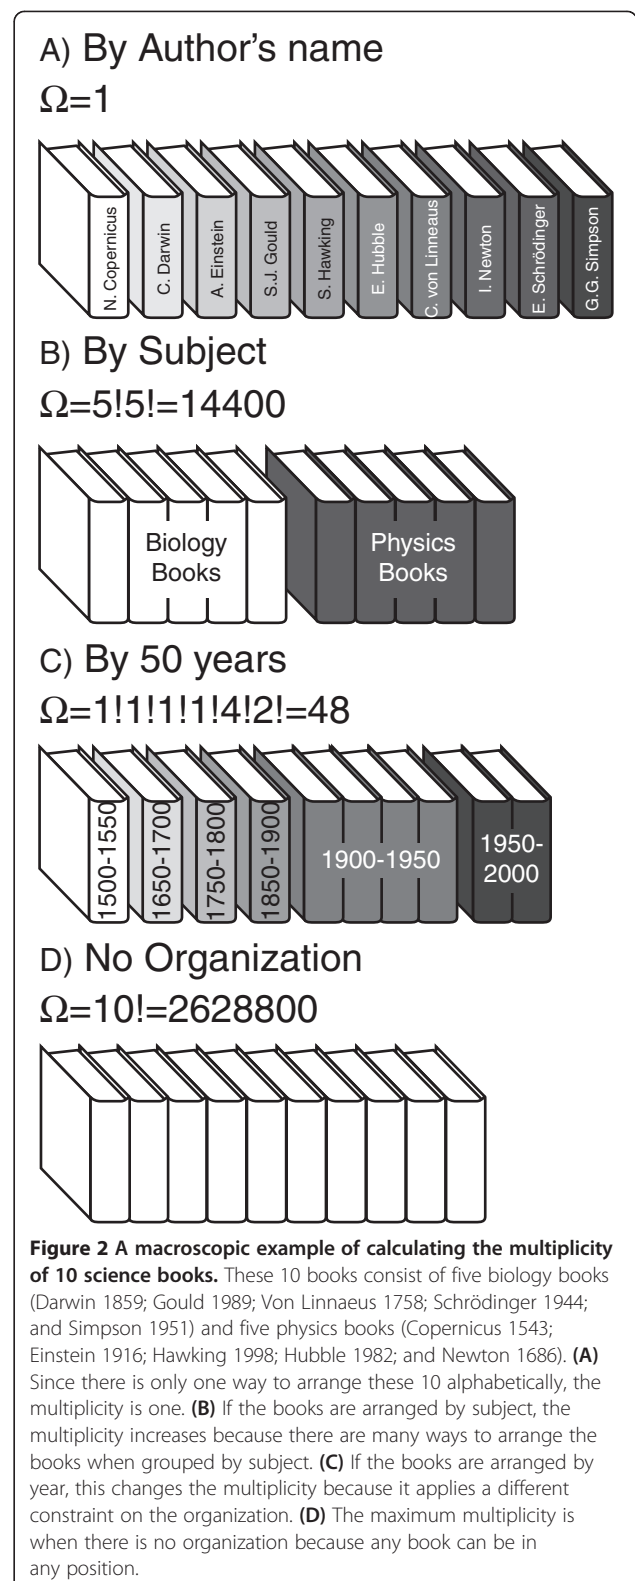 A) By Author's name
Ω=1
N. Copernicus
C. Darwin
A. Einstein
S.J. Gould
S. Hawking
E. Hubble
C. von Linneaus
I. Newton
E. Schrödinger
G.G. Simpson
B) By Subject
Ω=5!5!=14400
Biology
Books
Physics
Books
C) By 50 years
Ω=1!1!1!1!4!2!=48
1500-1550
1650-1700
1750-1800
1850-1900
1900-1950
1950-
2000
D) No Organization
Ω=10!=2628800
Figure 2 A macroscopic example of calculating the multiplicity
of 10 science books. These 10 books consist of five biology books
(Darwin 1859; Gould 1989; Von Linnaeus 1758; Schrödinger 1944;
and Simpson 1951) and five physics books (Copernicus 1543;
Einstein 1916; Hawking 1998; Hubble 1982; and Newton 1686). (A)
Since there is only one way to arrange these 10 alphabetically, the
multiplicity is one. (B) If the books are arranged by subject, the
multiplicity increases because there are many ways to arrange the
books when grouped by subject. (C) If the books are arranged by
year, this changes the multiplicity because it applies a different
constraint on the organization. (D) The maximum multiplicity is
when there is no organization because any book can be in
any position.